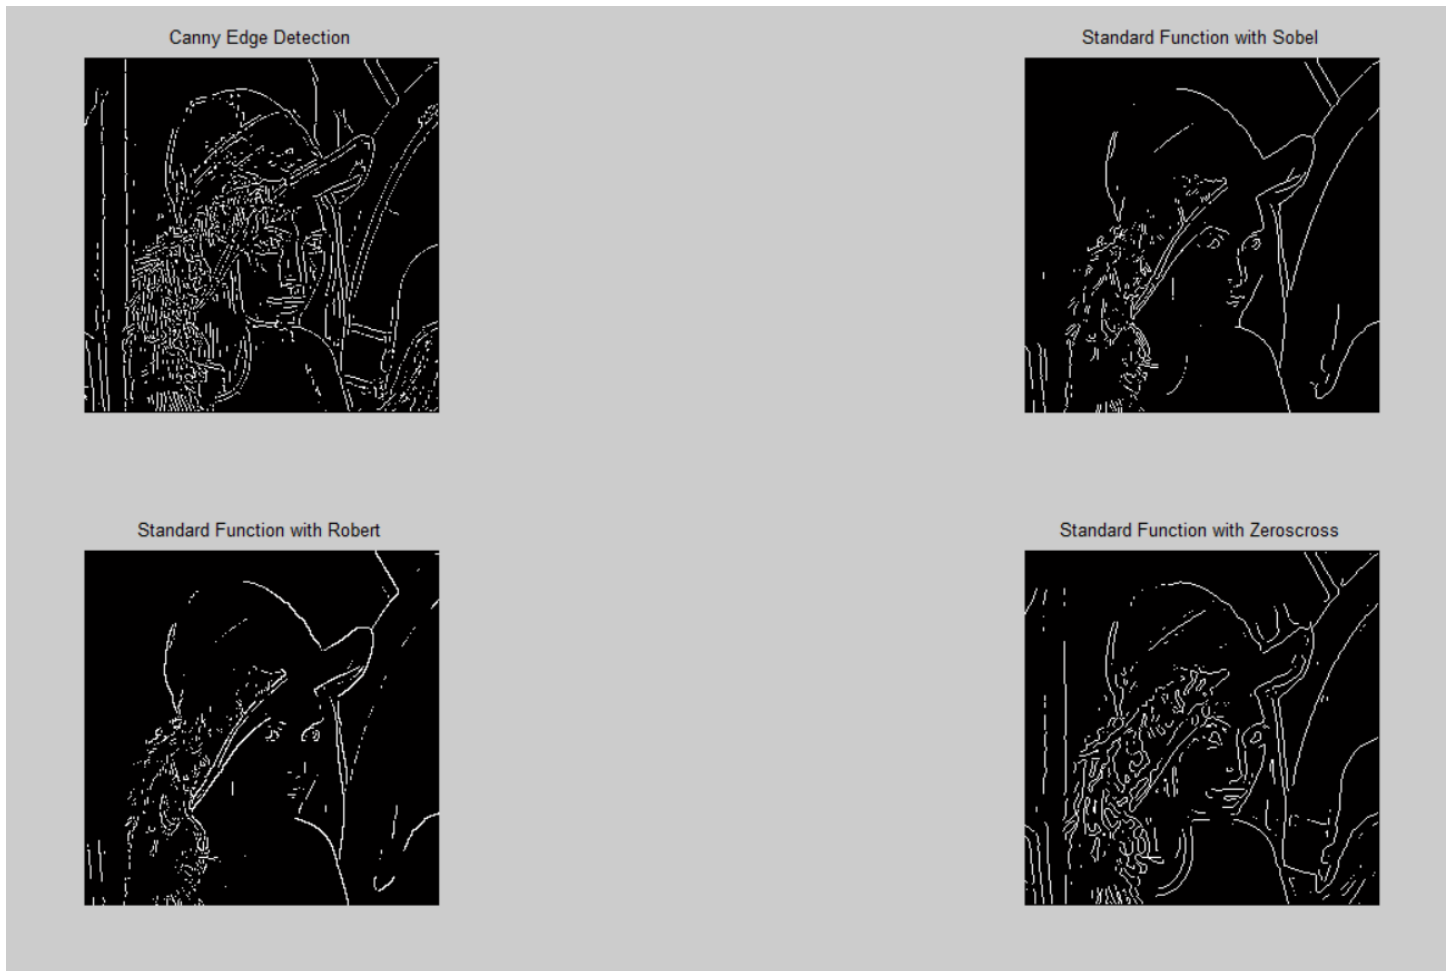 Canny Edge Detection
Standard Function with Sobel
Standard Function with Robert
Standard Function with Zeroscross